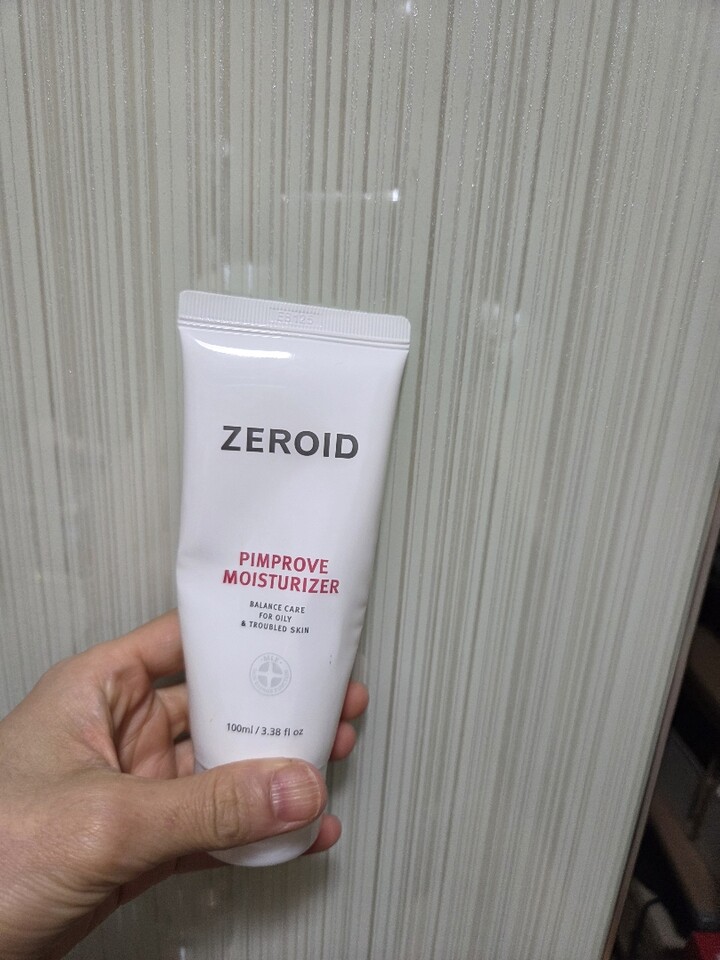 ZEROID
PIMPROVE
MOISTURIZER
BALANCE CARE
FOR OILY
& TROUBLED SKIN
100ml / 3.38 fl oz